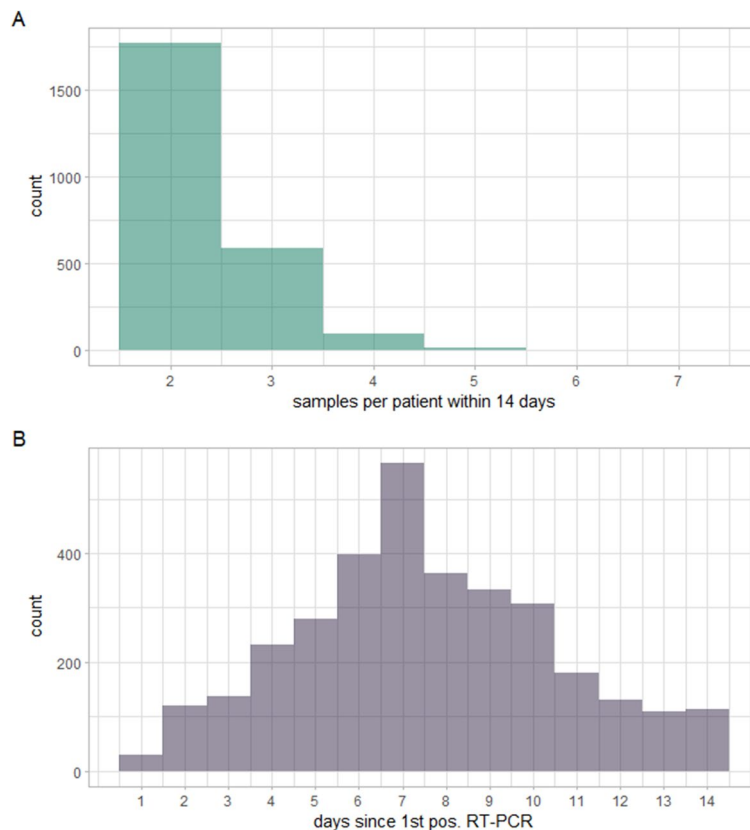 A
1500
1000
500
0
count
2 3 4 5 6 7
samples per patient within 14 days
B
400
200
0
count
1 2 3 4 5 6 7 8 9 10 11 12 13 14
days since 1st pos. RT-PCR